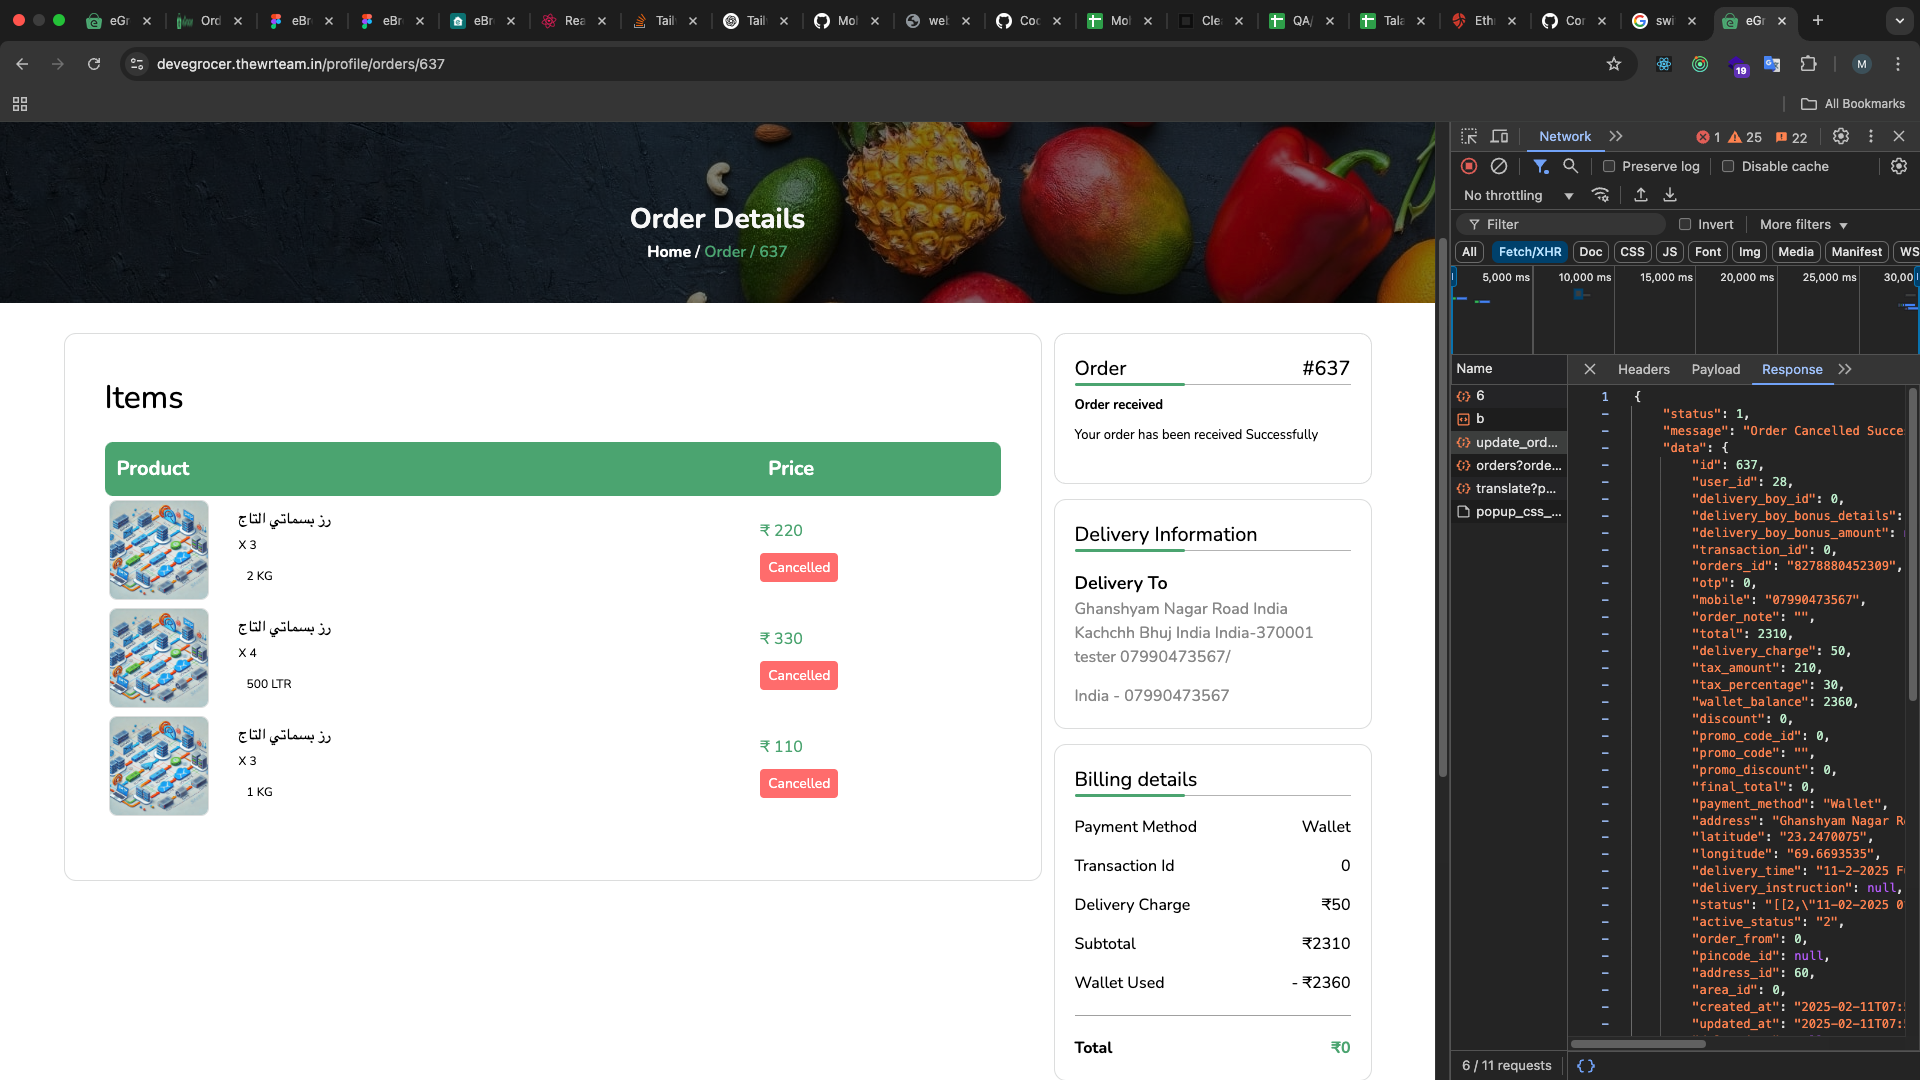 eGr
Ord
eBr
eBr
eBr
Rea
Tail
Tail
Mol
wel
Coc
Mol
Cle
QA/
Tala
Eth
Cor
swi
eGr
devegrocer.thewrteam.in/profile/orders/637
19
M
All Bookmarks
Order Details
Home / Order / 637
Items
Product Price
رز بسماتي التاج
X 3
2 KG
₹ 220
Cancelled
رز بسماتي التاج
X 4
500 LTR
₹ 330
Cancelled
رز بسماتي التاج
X 3
1 KG
₹ 110
Cancelled
Order #637
Order received
Your order has been received Successfully
Delivery Information
Delivery To
Ghanshyam Nagar Road India
Kachchh Bhuj India India-370001
tester 07990473567/
India - 07990473567
Billing details
Payment Method Wallet
Transaction Id 0
Delivery Charge ₹50
Subtotal ₹2310
Wallet Used - ₹2360
Total ₹0
Network 1 25 22
Preserve log Disable cache
No throttling
Filter Invert More filters
All Fetch/XHR Doc CSS JS Font Img Media Manifest WS
5,000 ms 10,000 ms 15,000 ms 20,000 ms 25,000 ms 30,00
Name
6
b
update_ord...
orders?orde...
translate?p...
popup_css_...
Headers Payload Response
1 {
- "status": 1,
- "message": "Order Cancelled Succe
- "data": {
- "id": 637,
- "user_id": 28,
- "delivery_boy_id": 0,
- "delivery_boy_bonus_details":
- "delivery_boy_bonus_amount":
- "transaction_id": 0,
- "orders_id": "8278880452309",
- "otp": 0,
- "mobile": "07990473567",
- "order_note": "",
- "total": 2310,
- "delivery_charge": 50,
- "tax_amount": 210,
- "tax_percentage": 30,
- "wallet_balance": 2360,
- "discount": 0,
- "promo_code_id": 0,
- "promo_code": "",
- "promo_discount": 0,
- "final_total": 0,
- "payment_method": "Wallet",
- "address": "Ghanshyam Nagar R
- "latitude": "23.2470075",
- "longitude": "69.6693535",
- "delivery_time": "11-2-2025 F
- "delivery_instruction": null,
- "status": "[[2,\"11-02-2025 0
- "active_status": "2",
- "order_from": 0,
- "pincode_id": null,
- "address_id": 60,
- "area_id": 0,
- "created_at": "2025-02-11T07:
- "updated_at": "2025-02-11T07:
6 / 11 requests {}